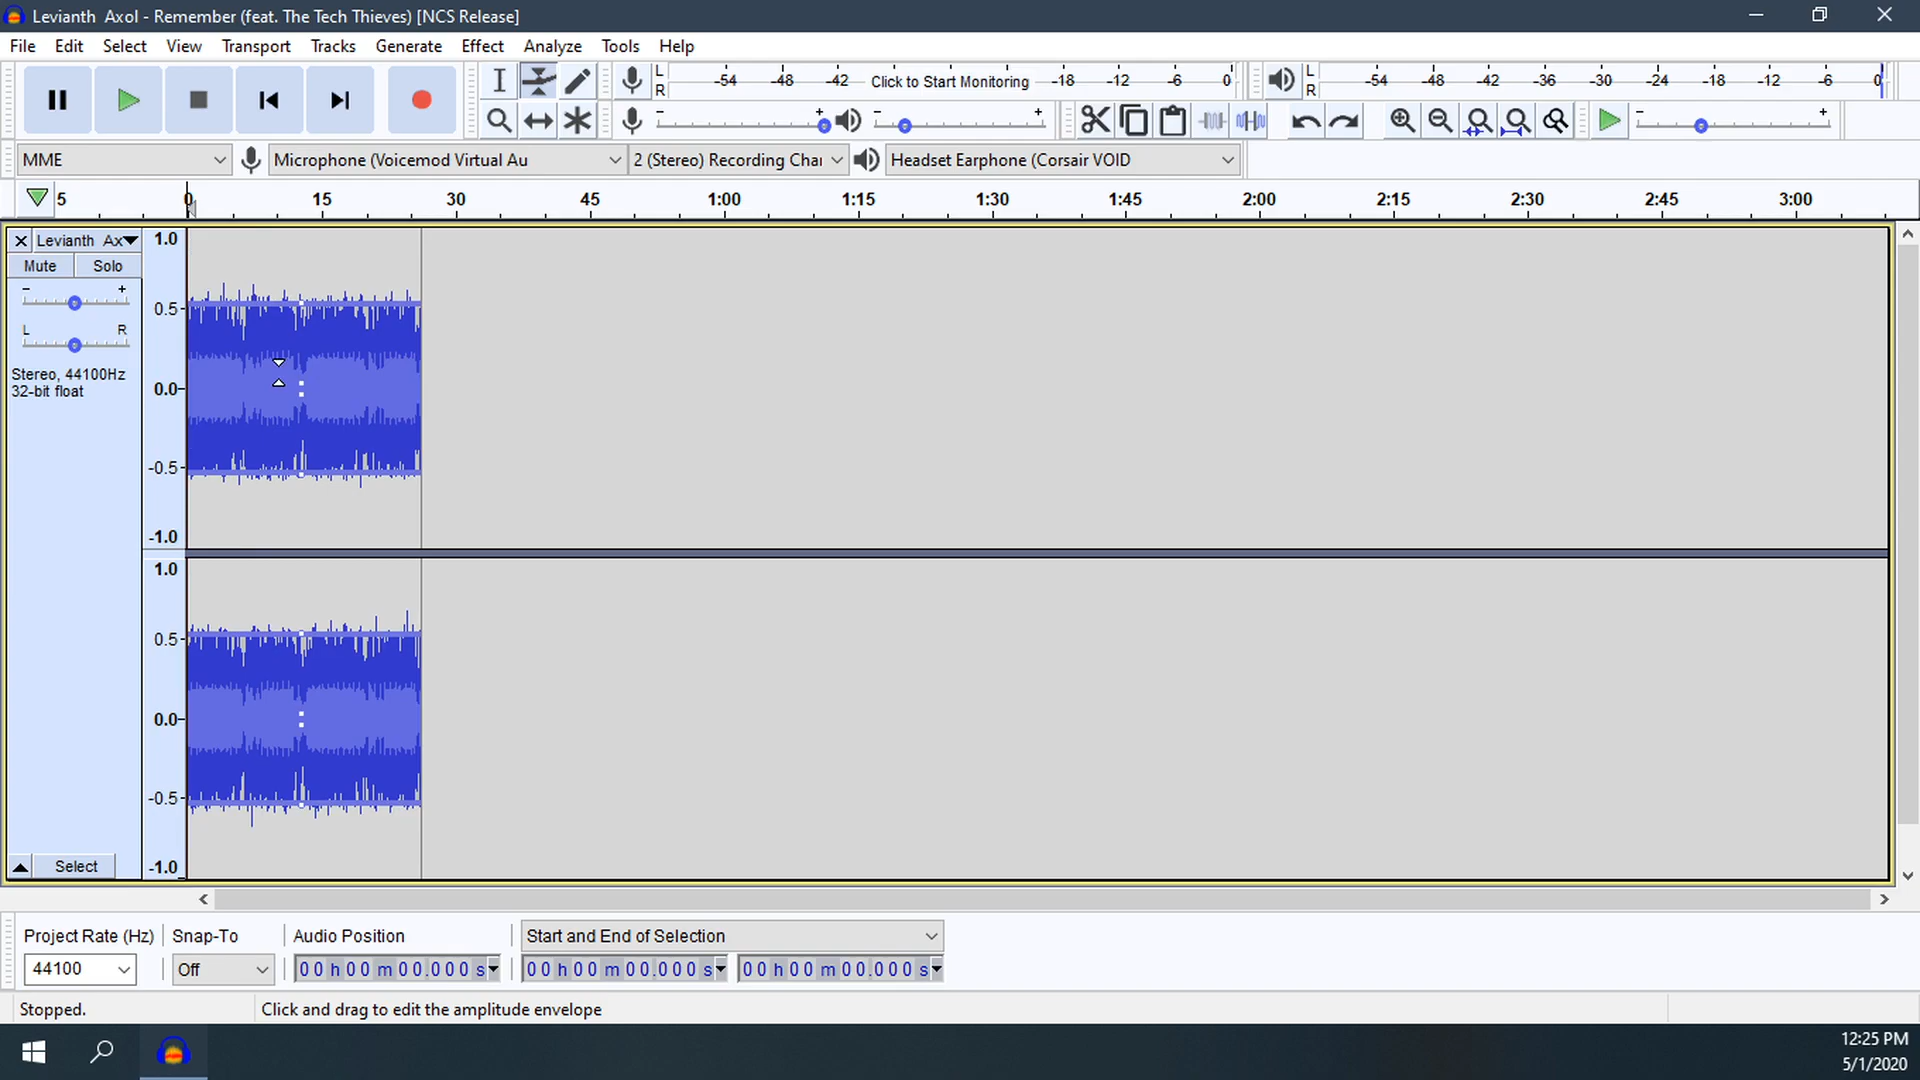 Levianth  Axol - Remember (feat. The Tech Thieves) [NCS Release]
File Edit Select View Transport Tracks Generate Effect Analyze Tools Help
L R -54 -48 -42 Click to Start Monitoring -18 -12 -6 0
L R -54 -48 -42 -36 -30 -24 -18 -12 -6 0
- + - + - +
MME Microphone (Voicemod Virtual Au 2 (Stereo) Recording Chai Headset Earphone (Corsair VOID
5 0 15 30 45 1:00 1:15 1:30 1:45 2:00 2:15 2:30 2:45 3:00
Levianth  Ax
Mute Solo
- +
L R
Stereo, 44100Hz
32-bit float
1.0
0.5
0.0
-0.5
-1.0
1.0
0.5
0.0
-0.5
-1.0
Select
Project Rate (Hz) Snap-To Audio Position Start and End of Selection
44100 Off 00 h 00 m 00.000 s 00 h 00 m 00.000 s 00 h 00 m 00.000 s
Stopped. Click and drag to edit the amplitude envelope
12:25 PM
5/1/2020